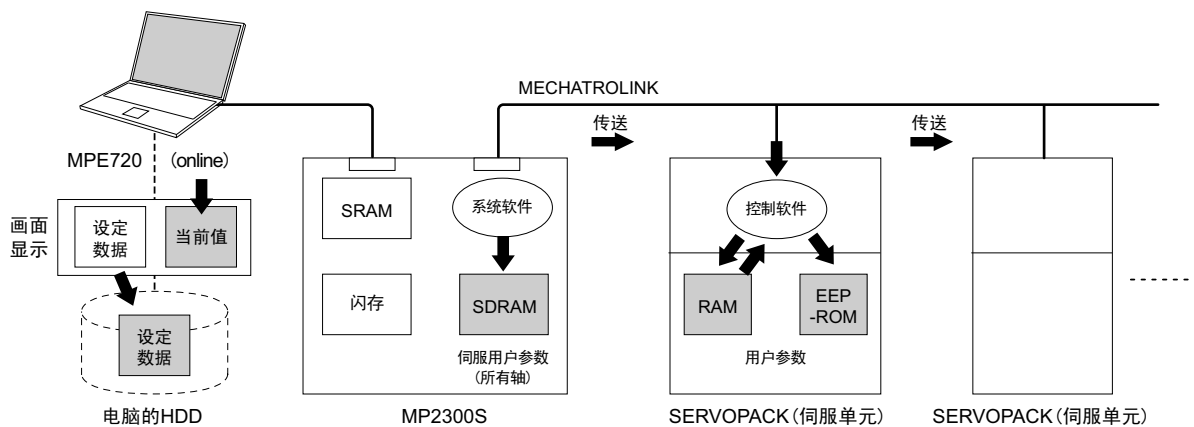 MECHATROLINK
传送
传送
MPE720 (online)
画面
显示
设定
数据
当前值
设定
数据
电脑的HDD
SRAM
系统软件
闪存
SDRAM
伺服用户参数
(所有轴)
MP2300S
控制软件
RAM
EEP
-ROM
用户参数
SERVOPACK(伺服单元)
SERVOPACK(伺服单元)